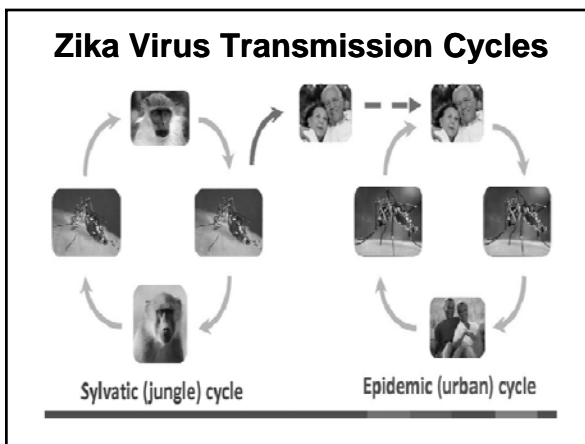 Zika Virus Transmission Cycles
Sylvatic (jungle) cycle
Epidemic (urban) cycle